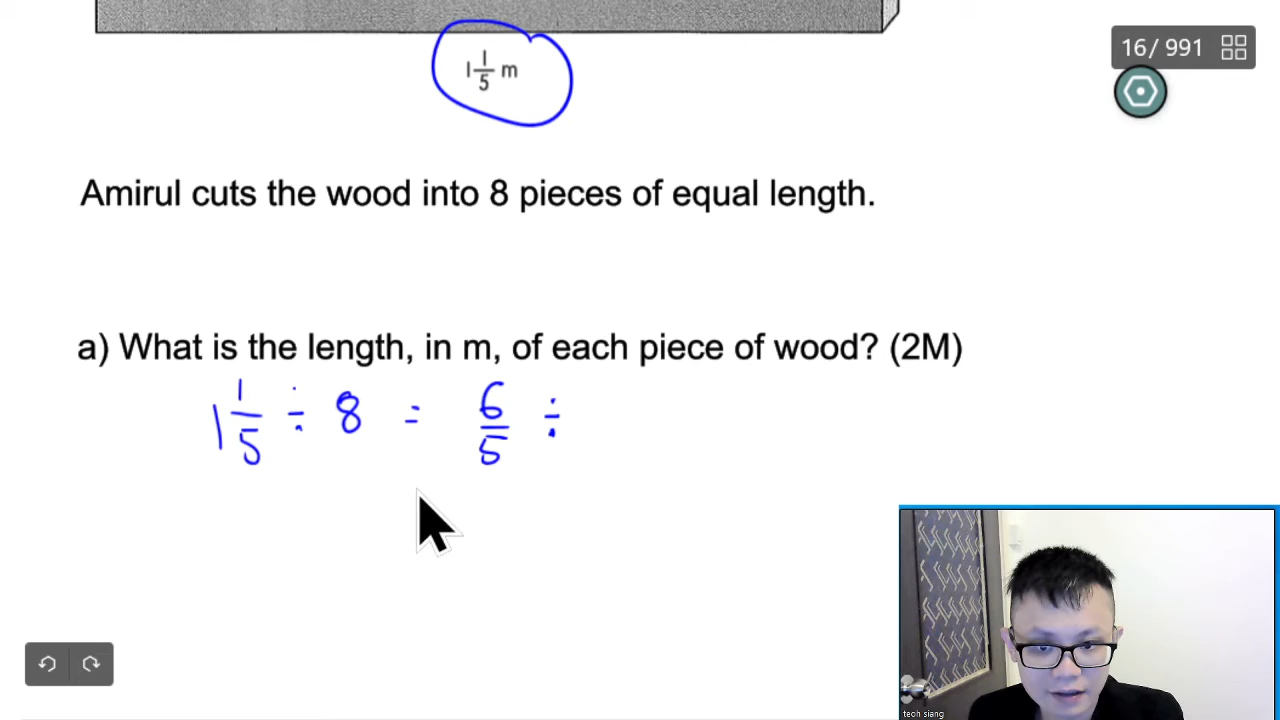 16/ 991
1 1/5 m
Amirul cuts the wood into 8 pieces of equal length.
a) What is the length, in m, of each piece of wood? (2M)
1 1/5 ÷ 8 = 6/5 ÷
teoh siang